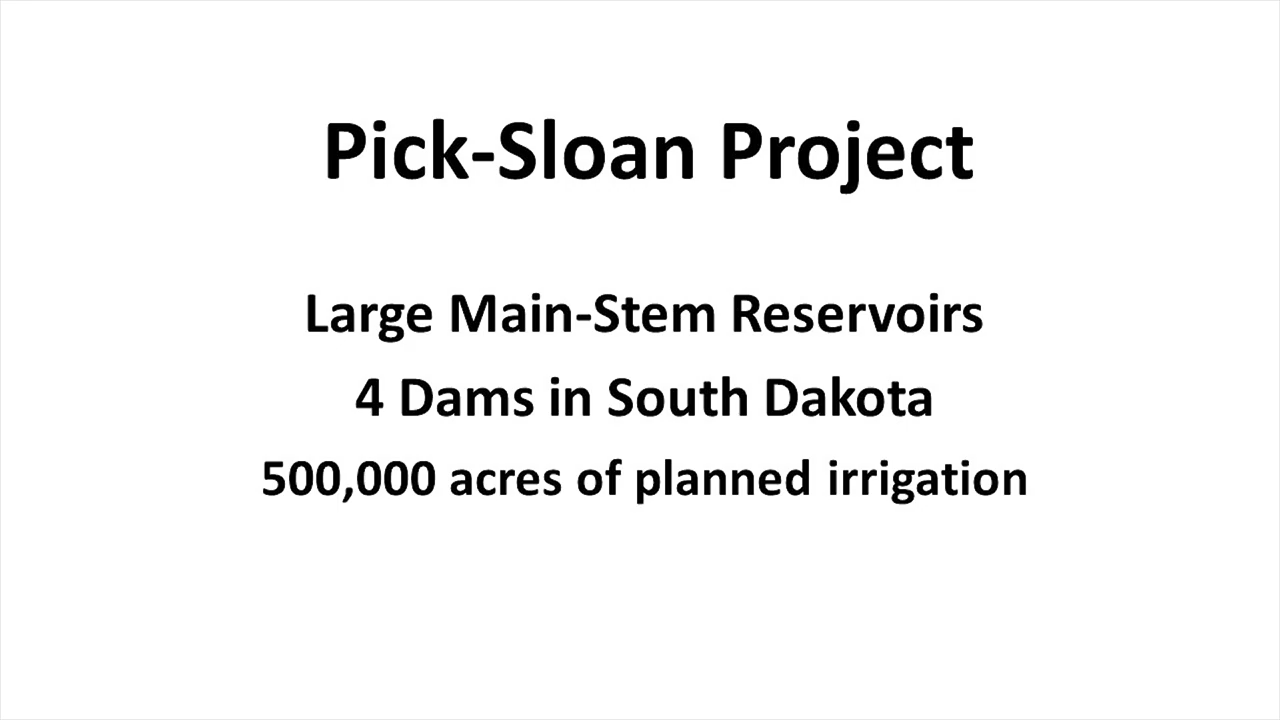 Pick-Sloan Project
Large Main-Stem Reservoirs
4 Dams in South Dakota
500,000 acres of planned irrigation